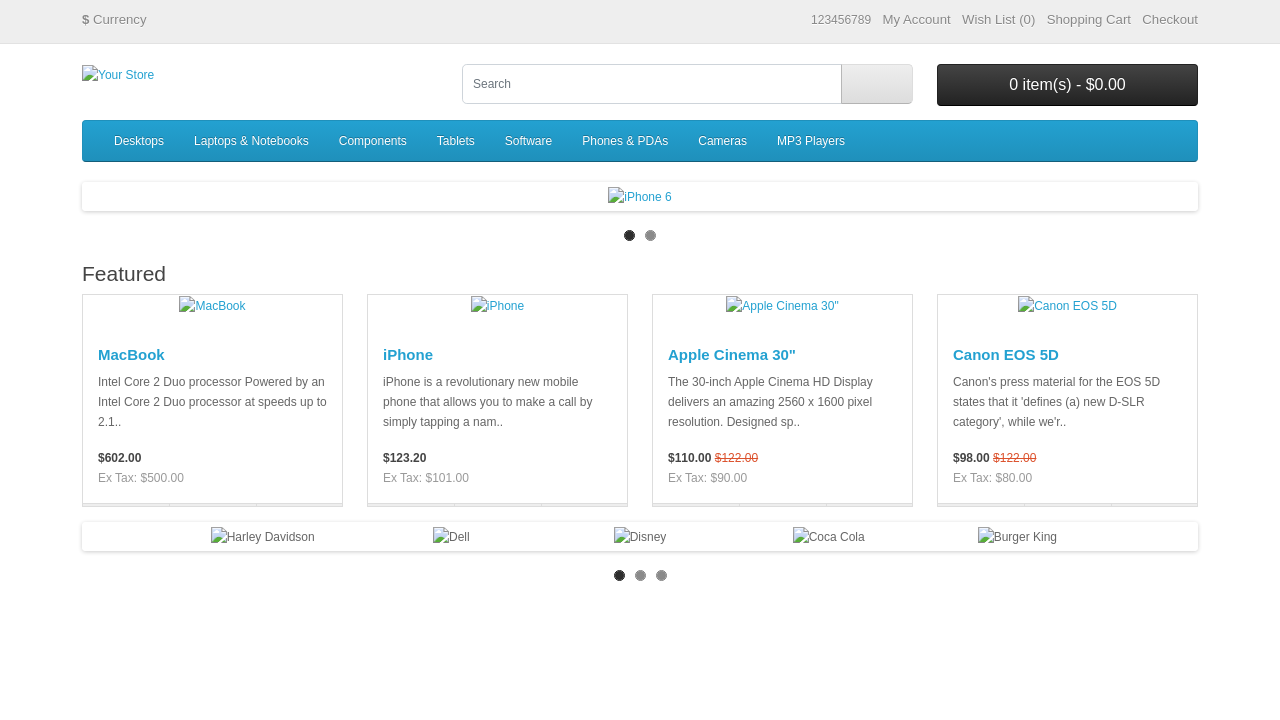 $ Currency 123456789 My Account Wish List (0) Shopping Cart Checkout
Your Store Search 0 item(s) - $0.00
Desktops Laptops & Notebooks Components Tablets Software Phones & PDAs Cameras MP3 Players
iPhone 6
Featured
MacBook iPhone Apple Cinema 30" Canon EOS 5D
MacBook
Intel Core 2 Duo processor Powered by an
Intel Core 2 Duo processor at speeds up to
2.1..
$602.00
Ex Tax: $500.00
iPhone
iPhone is a revolutionary new mobile
phone that allows you to make a call by
simply tapping a nam..
$123.20
Ex Tax: $101.00
Apple Cinema 30"
The 30-inch Apple Cinema HD Display
delivers an amazing 2560 x 1600 pixel
resolution. Designed sp..
$110.00 $122.00
Ex Tax: $90.00
Canon EOS 5D
Canon's press material for the EOS 5D
states that it 'defines (a) new D-SLR
category', while we'r..
$98.00 $122.00
Ex Tax: $80.00
Harley Davidson Dell Disney Coca Cola Burger King